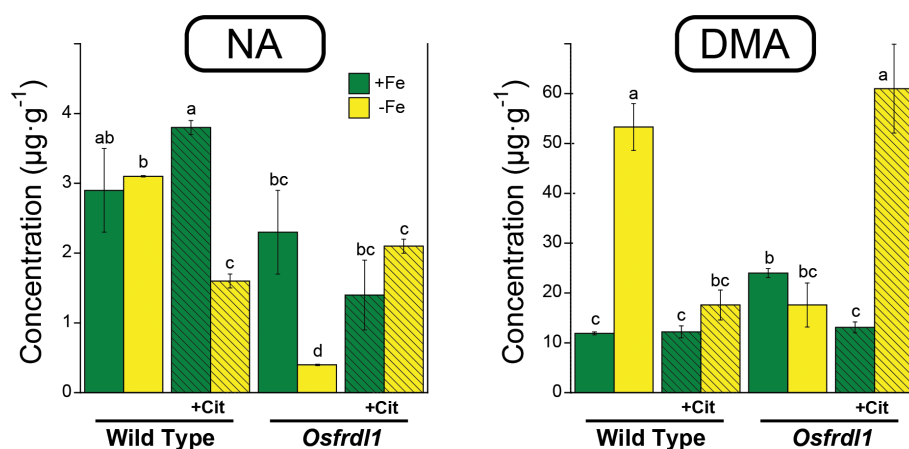 NA
Concentration (µg·g⁻¹)
4
3
2
1
0
+Fe
-Fe
ab
b
a
c
bc
d
bc
c
+Cit
+Cit
Wild Type
Osfrdl1
DMA
Concentration (µg·g⁻¹)
60
50
40
30
20
10
0
c
a
c
bc
b
bc
c
a
+Cit
+Cit
Wild Type
Osfrdl1